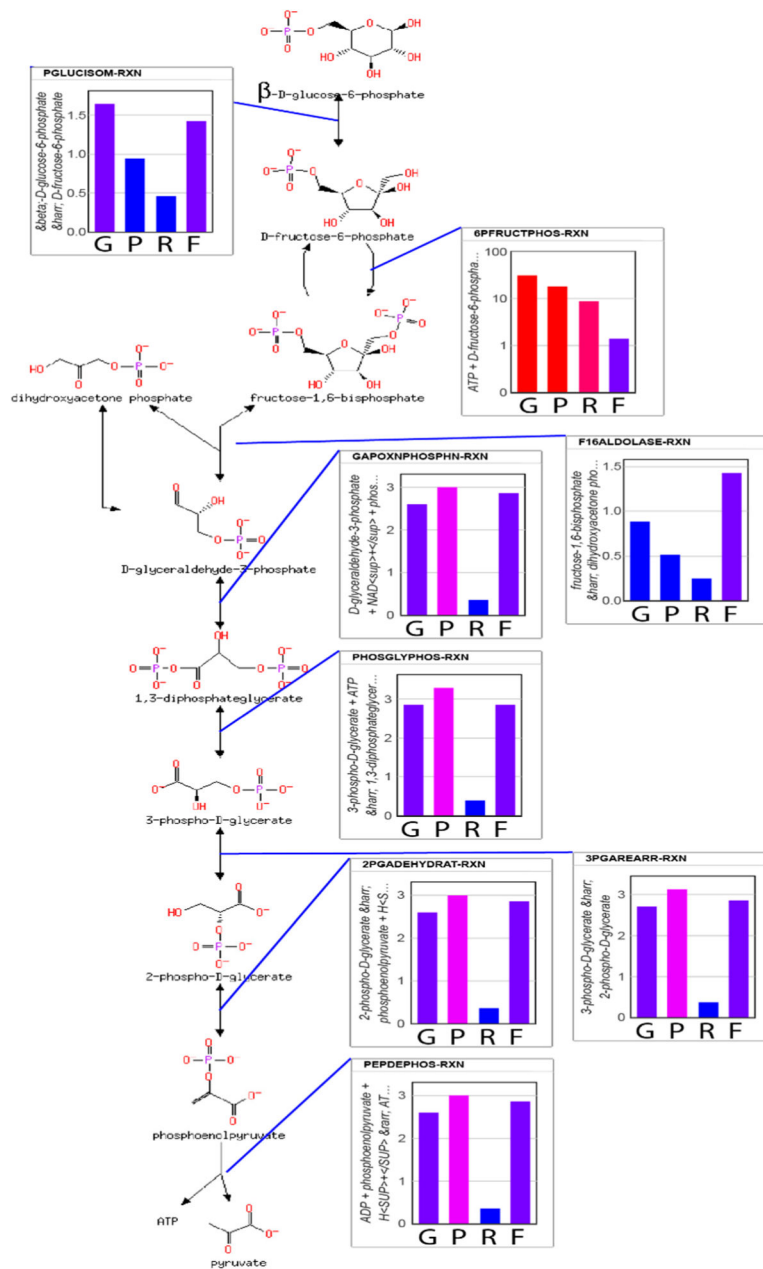 β-D-glucose-6-phosphate
PGLUCISOM-RXN
&beta;-D-glucose-6-phosphate
&harr; D-fructose-6-phosphate
1.5
1.0
0.5
0.0
G P R F
D-fructose-6-phosphate
6PFRUCTPHOS-RXN
ATP + D-fructose-6-phospha...
100
10
1
0
G P R F
dihydroxyacetone phosphate
fructose-1,6-bisphosphate
F16ALDOLASE-RXN
fructose-1,6-bisphosphate
&harr; dihydroxyacetone pho...
1.5
1.0
0.5
0.0
G P R F
GAPOXNPHOSPHN-RXN
D-glyceraldehyde-3-phosphate
+ NAD<sup>+</sup> + phos...
3
2
1
0
G P R F
D-glyceraldehyde-3-phosphate
1,3-diphosphateglycerate
PHOSGLYPHOS-RXN
3-phospho-D-glycerate + ATP
&harr; 1,3-diphosphateglycer...
3
2
1
0
G P R F
3-phospho-D-glycerate
2PGADEHYDRAT-RXN
2-phospho-D-glycerate &harr;
phosphoenolpyruvate + H<S...
3
2
1
0
G P R F
3PGAREARR-RXN
3-phospho-D-glycerate &harr;
2-phospho-D-glycerate
3
2
1
0
G P R F
2-phospho-D-glycerate
PEPDEPHOS-RXN
ADP + phosphoenolpyruvate +
H<SUP>+</SUP> &rarr; AT...
3
2
1
0
G P R F
phosphoenolpyruvate
ATP
pyruvate